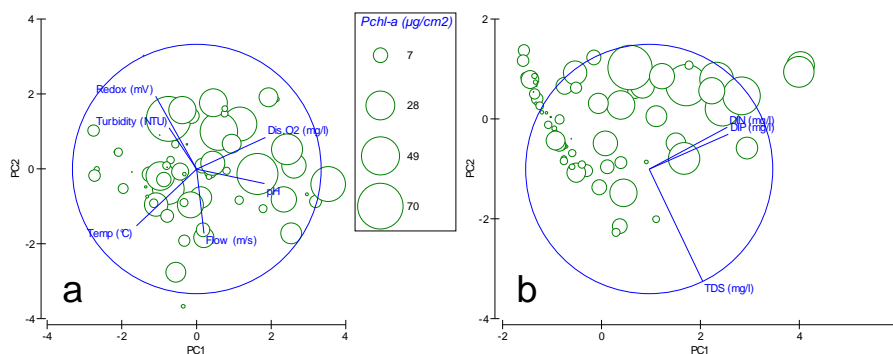 Pchl-a (µg/cm2)
7
28
49
70
4
2
0
-2
-4
PC2
Redox (mV)
Turbidity (NTU)
Dis.O2 (mg/l)
pH
Temp (°C)
Flow (m/s)
a
-4
-2
0
2
4
PC1
2
0
-2
-4
PC2
DIN (mg/l)
DIP (mg/l)
TDS (mg/l)
b
-2
0
2
4
PC1